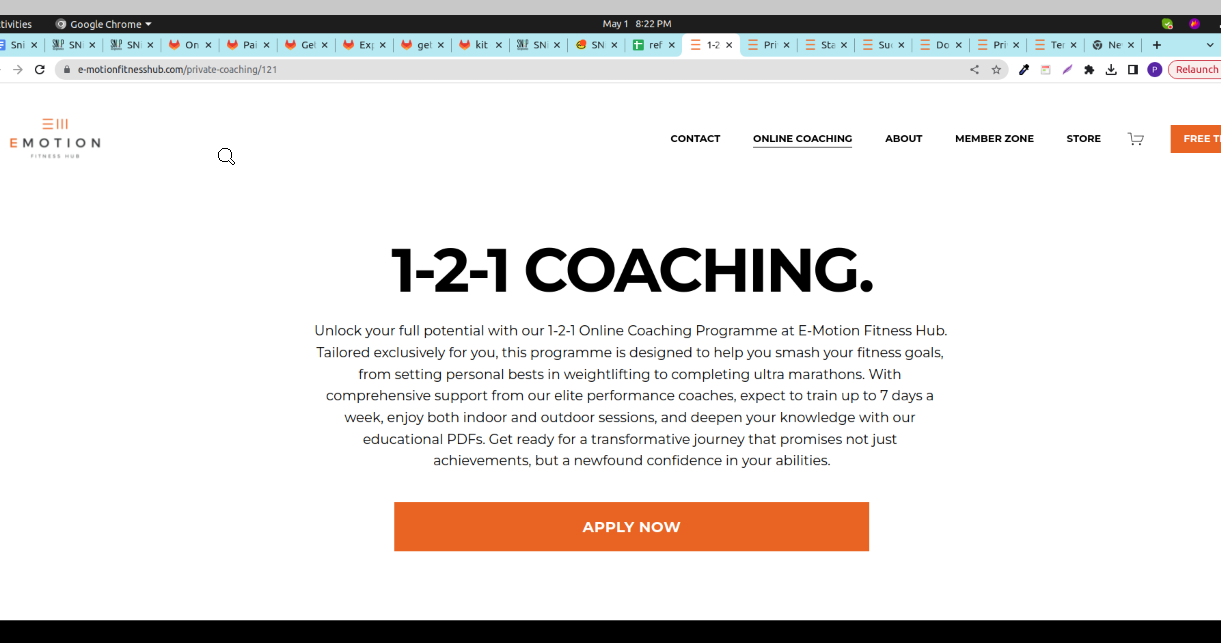 tivities Google Chrome May 1 8:22 PM
Sni SNI SNI On Pai Get Exp get kit SNI SNI ref 1-2 Pri Sta Suc Do Pri Ter Ne
e-motionfitnesshub.com/private-coaching/121 P Relaunch
EMOTION
FITNESS HUB
CONTACT ONLINE COACHING ABOUT MEMBER ZONE STORE FREE
1-2-1 COACHING.
Unlock your full potential with our 1-2-1 Online Coaching Programme at E-Motion Fitness Hub.
Tailored exclusively for you, this programme is designed to help you smash your fitness goals,
from setting personal bests in weightlifting to completing ultra marathons. With
comprehensive support from our elite performance coaches, expect to train up to 7 days a
week, enjoy both indoor and outdoor sessions, and deepen your knowledge with our
educational PDFs. Get ready for a transformative journey that promises not just
achievements, but a newfound confidence in your abilities.
APPLY NOW